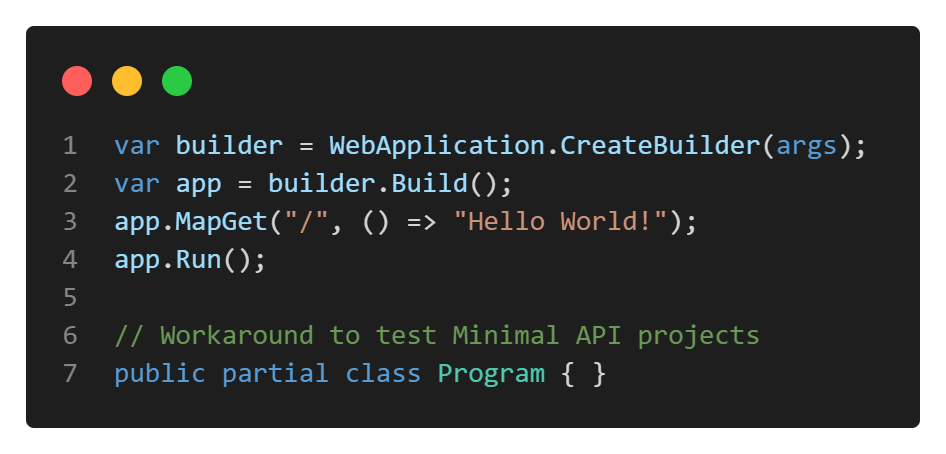 1 var builder = WebApplication.CreateBuilder(args);
2 var app = builder.Build();
3 app.MapGet("/", () => "Hello World!");
4 app.Run();
5
6 // Workaround to test Minimal API projects
7 public partial class Program { }